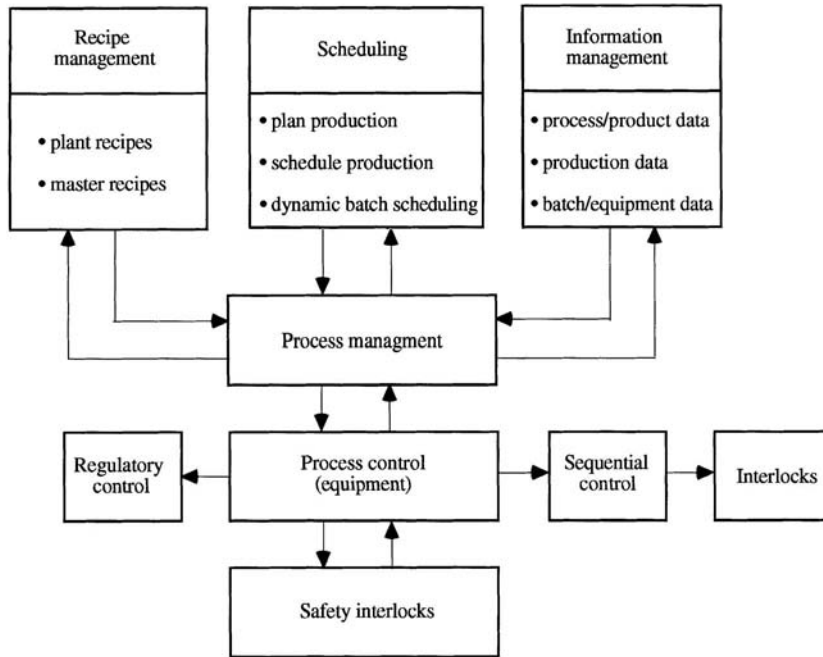 Recipe
management
• plant recipes
• master recipes
Scheduling
• plan production
• schedule production
• dynamic batch scheduling
Information
management
• process/product data
• production data
• batch/equipment data
Process managment
Regulatory
control
Process control
(equipment)
Sequential
control
Interlocks
Safety interlocks